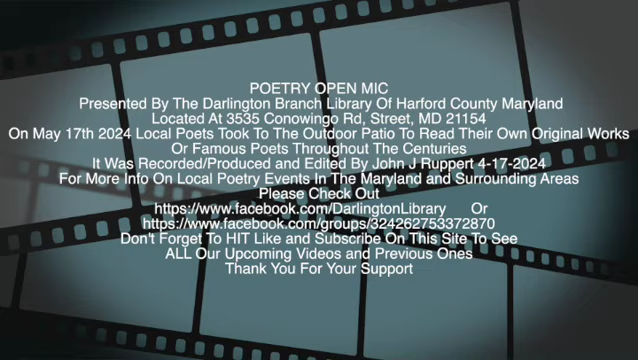 POETRY OPEN MIC
Presented By The Darlington Branch Library Of Harford County Maryland
Located At 3535 Conowingo Rd, Street, MD 21154
On May 17th 2024 Local Poets Took To The Outdoor Patio To Read Their Own Original Works
Or Famous Poets Throughout The Centuries
It Was Recorded/Produced and Edited By John J Ruppert 4-17-2024
For More Info On Local Poetry Events In The Maryland and Surrounding Areas
Please Check Out
https://www.facebook.com/DarlingtonLibrary Or
https://www.facebook.com/groups/324262753372870
Don't Forget To HIT Like and Subscribe On This Site To See
ALL Our Upcoming Videos and Previous Ones
Thank You For Your Support